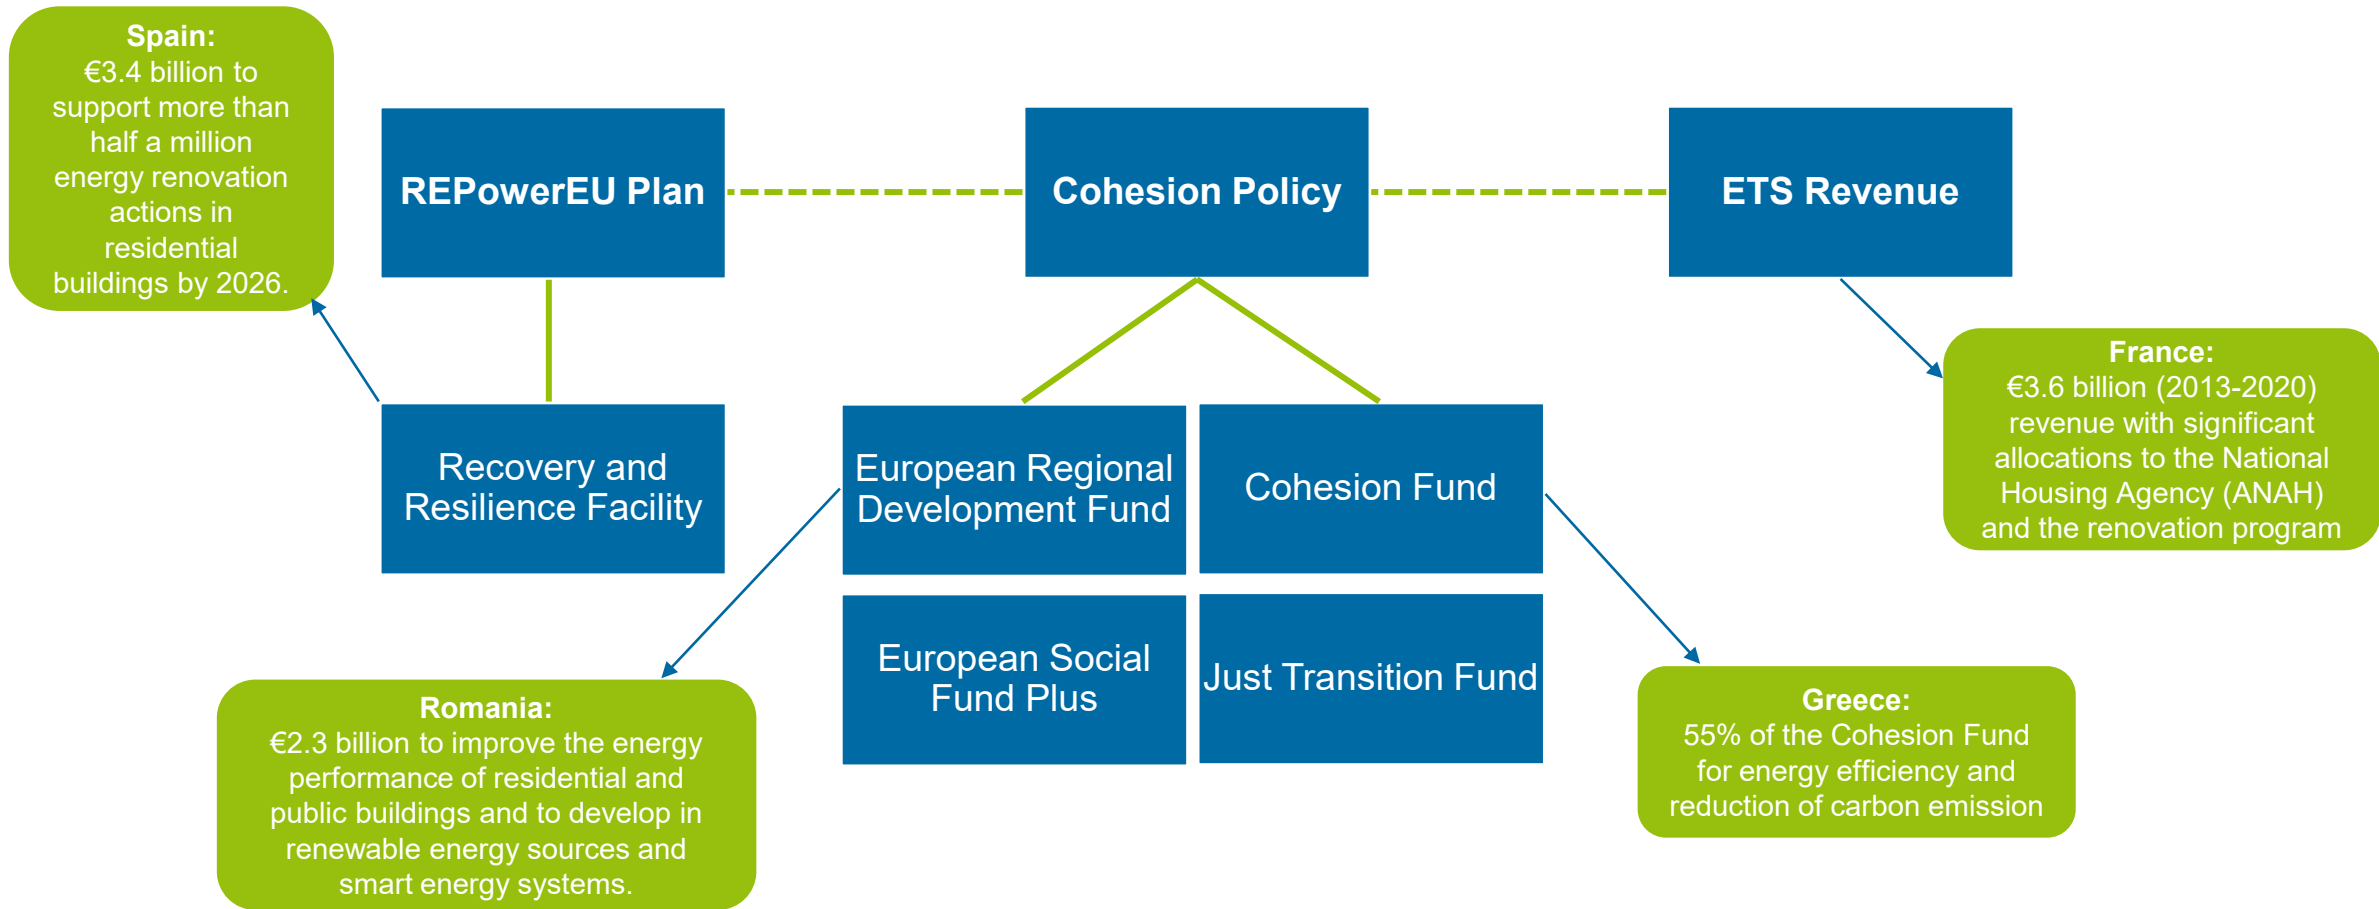 Spain:
€3.4 billion to
support more than
half a million
energy renovation
actions in
residential
buildings by 2026.
REPowerEU Plan
Cohesion Policy
ETS Revenue
France:
€3.6 billion (2013-2020)
revenue with significant
allocations to the National
Housing Agency (ANAH)
and the renovation program
Recovery and
Resilience Facility
European Regional
Development Fund
Cohesion Fund
European Social
Fund Plus
Just Transition Fund
Romania:
€2.3 billion to improve the energy
performance of residential and
public buildings and to develop in
renewable energy sources and
smart energy systems.
Greece:
55% of the Cohesion Fund
for energy efficiency and
reduction of carbon emission